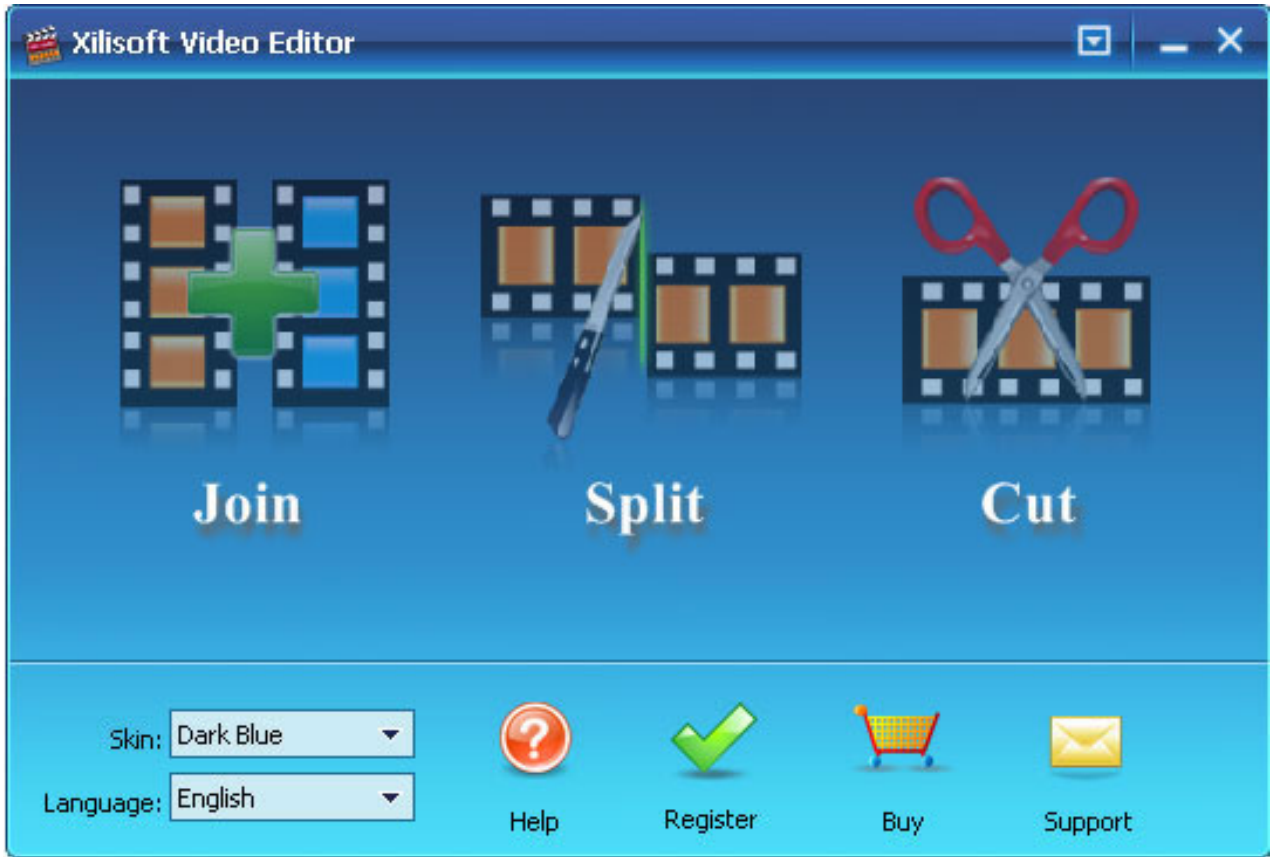 Xilisoft Video Editor
Join
Split
Cut
Skin: Dark Blue
Language: English
Help
Register
Buy
Support